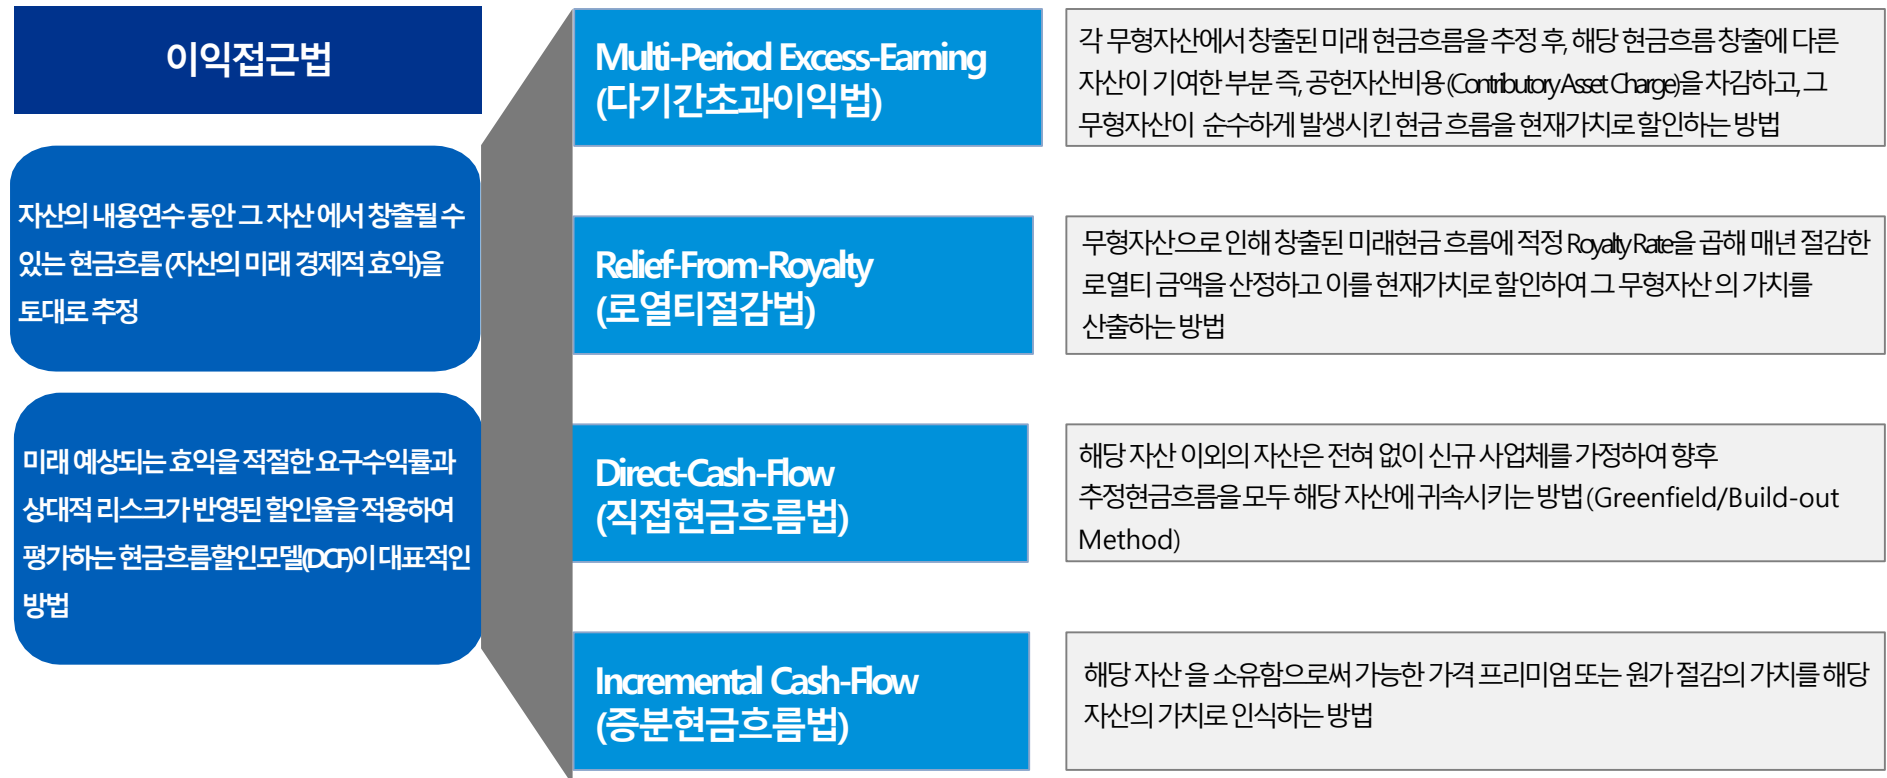 이익접근법
자산의 내용연수 동안 그 자산 에서 창출될 수
있는 현금흐름 (자산의 미래 경제적 효익)을
토대로 추정
미래 예상되는 효익을 적절한 요구수익률과
상대적 리스크가 반영된 할인율을 적용하여
평가하는 현금흐름할인모델(DCF)이 대표적인
방법
Multi-Period Excess-Earning
(다기간초과이익법)
각 무형자산에서 창출된 미래 현금흐름을 추정 후, 해당 현금흐름 창출에 다른
자산이 기여한 부분 즉, 공헌자산비용 (Contributory Asset Charge)을 차감하고, 그
무형자산이 순수하게 발생시킨 현금 흐름을 현재가치로 할인하는 방법
Relief-From-Royalty
(로열티절감법)
무형자산으로 인해 창출된 미래현금 흐름에 적정 Royalty Rate을 곱해 매년 절감한
로열티 금액을 산정하고 이를 현재가치로 할인하여 그 무형자산 의 가치를
산출하는 방법
Direct-Cash-Flow
(직접현금흐름법)
해당 자산 이외의 자산은 전혀 없이 신규 사업체를 가정하여 향후
추정현금흐름을 모두 해당 자산에 귀속시키는 방법 (Greenfield/Build-out
Method)
Incremental Cash-Flow
(증분현금흐름법)
해당 자산 을 소유함으로써 가능한 가격 프리미엄 또는 원가 절감의 가치를 해당
자산의 가치로 인식하는 방법